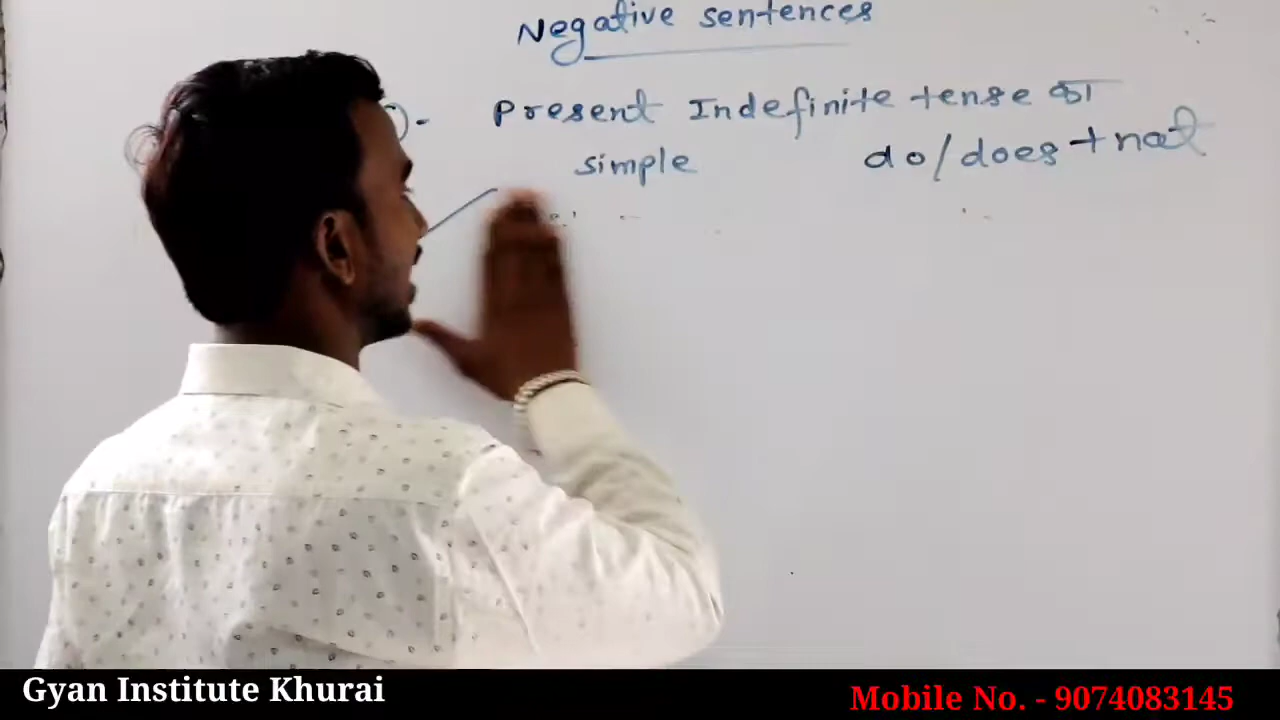 Negative sentences
)- Present Indefinite tense का
simple do/does + not
Gyan Institute Khurai
Mobile No. - 9074083145